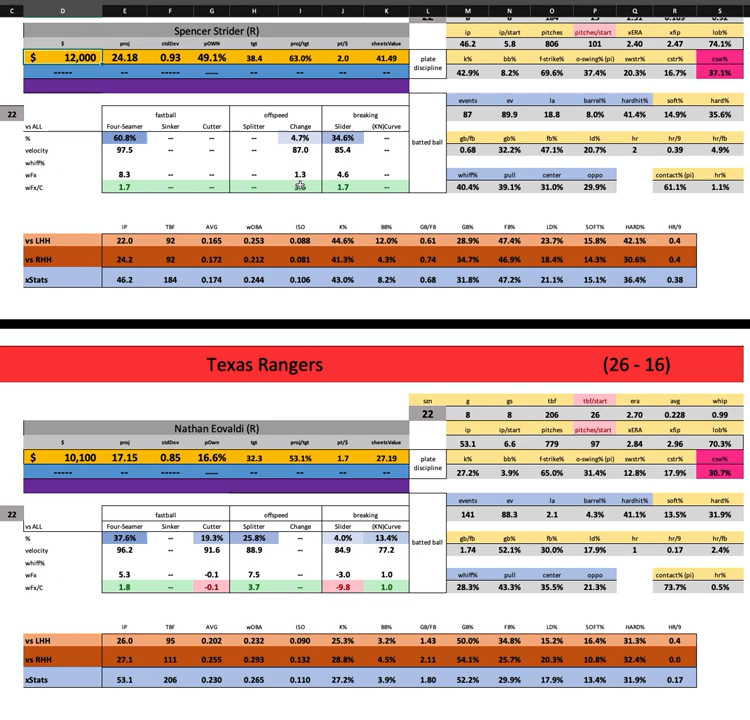 C D E F G H I J K L M N O P Q R S
Spencer Strider (R) ip ip/start pitches pitches/start xERA xfip lob%
$ proj stdDev pOWN tgt proj/tgt pt/$ sheetsValue 46.2 5.8 806 101 2.40 2.47 74.1%
$ 12,000 24.18 0.93 49.1% 38.4 63.0% 2.0 41.49 plate discipline k% bb% f-strike% o-swing% (pi) swstr% cstr% csw%
----- -- -- ___ -- -- -- -- 42.9% 8.2% 69.6% 37.4% 20.3% 16.7% 37.1%
events ev la barrel% hardhit% soft% hard%
22 fastball offspeed breaking 87 89.9 18.8 8.0% 41.4% 14.9% 35.6%
vs ALL Four-Seamer Sinker Cutter Splitter Change Slider (KN)Curve
% 60.8% -- -- -- 4.7% 34.6% -- batted ball gb/fb gb% fb% ld% hr hr/9 hr/fb
velocity 97.5 -- -- -- 87.0 85.4 -- 0.68 32.2% 47.1% 20.7% 2 0.39 4.9%
whiff%
wFx 8.3 -- -- -- 1.3 4.6 -- whiff% pull center oppo contact% (pi) hr%
wFx/C 1.7 -- -- -- 1.7 -- 40.4% 39.1% 31.0% 29.9% 61.1% 1.1%
IP TBF AVG wOBA ISO K% BB% GB/FB GB% FB% LD% SOFT% HARD% HR/9
vs LHH 22.0 92 0.165 0.253 0.088 44.6% 12.0% 0.61 28.9% 47.4% 23.7% 15.8% 42.1% 0.4
vs RHH 24.2 92 0.174 0.212 0.081 41.3% 4.3% 0.74 34.7% 46.9% 18.4% 14.3% 30.6% 0.4
xStats 46.2 184 0.174 0.244 0.106 43.0% 8.2% 0.68 31.8% 47.2% 21.1% 15.1% 36.4% 0.38
Texas Rangers (26 - 16)
szn g gs tbf tbf/start era avg whip
22 8 8 206 26 2.70 0.228 0.99
Nathan Eovaldi (R) ip ip/start pitches pitches/start xERA xfip lob%
$ proj stdDev pOwn tgt proj/tgt pt/$ sheetsValue 53.1 6.6 779 97 2.84 2.96 70.3%
$ 10,100 17.15 0.85 16.6% 32.3 53.1% 1.7 27.19 plate discipline k% bb% f-strike% o-swing% (pi) swstr% cstr% csw%
----- -- -- ___ -- -- -- -- 27.2% 3.9% 65.0% 31.4% 12.8% 17.9% 30.7%
events ev la barrel% hardhit% soft% hard%
22 fastball offspeed breaking 141 88.3 2.1 4.3% 41.1% 13.5% 31.9%
vs ALL Four-Seamer Sinker Cutter Splitter Change Slider (KN)Curve
% 37.6% -- 19.3% 25.8% -- 4.0% 13.4% batted ball gb/fb gb% fb% ld% hr hr/9 hr/fb
velocity 96.2 -- 91.6 88.9 -- 84.9 77.2 1.74 52.1% 30.0% 17.9% 1 0.17 2.4%
whiff%
wFx 5.3 -- -0.1 7.5 -- -3.0 1.0 whiff% pull center oppo contact% (pi) hr%
wFx/C 1.8 -- -0.1 3.7 -- -9.8 1.0 28.3% 43.3% 35.5% 21.3% 73.7% 0.5%
IP TBF AVG wOBA ISO K% BB% GB/FB GB% FB% LD% SOFT% HARD% HR/9
vs LHH 26.0 95 0.202 0.232 0.090 25.3% 3.2% 1.43 50.0% 34.8% 15.2% 16.4% 31.3% 0.4
vs RHH 27.1 111 0.255 0.293 0.132 28.8% 4.5% 2.11 54.1% 25.7% 20.3% 10.8% 32.4% 0.0
xStats 53.1 206 0.230 0.265 0.110 27.2% 3.9% 1.80 52.2% 29.9% 17.9% 13.4% 31.9% 0.17